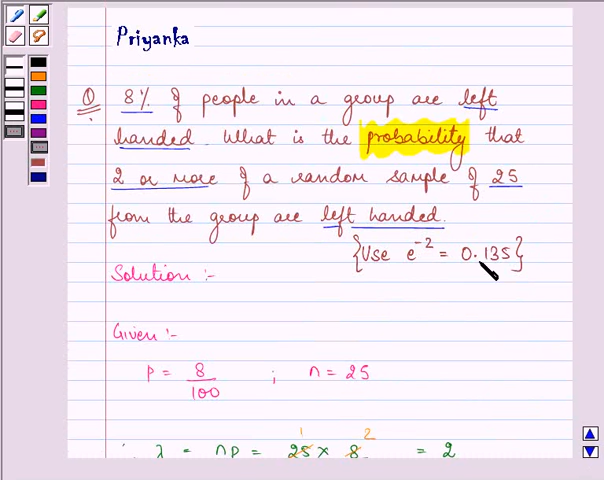 Priyanka
Q 8% of people in a group are left
handed. What is the probability that
2 or more of a random sample of 25
from the group are left handed.
{Use e⁻² = 0.135}
Solution :-
Given :-
P = 8/100 ; n = 25
∴ λ = np = 25 × 8 = 2
1 2